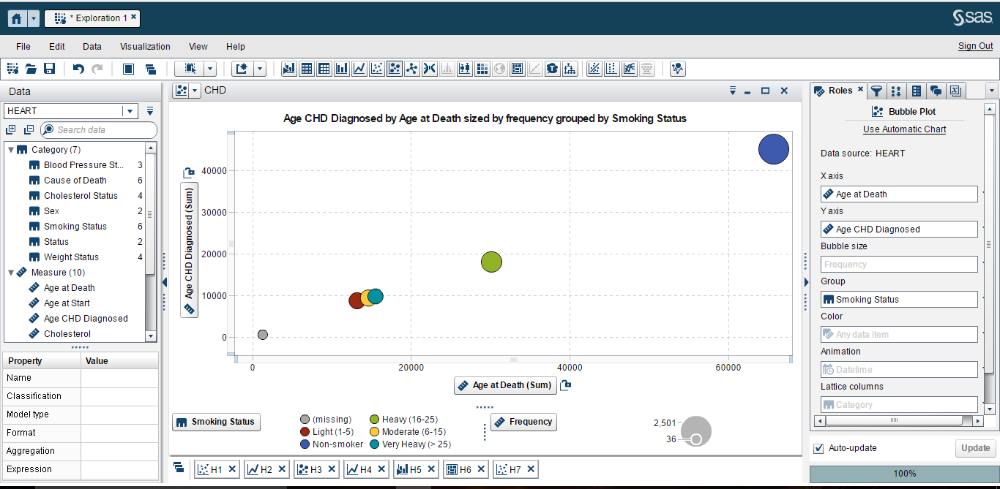 * Exploration 1
sas
File Edit Data Visualization View Help
Sign Out
Data
HEART
Search data
Category (7)
Blood Pressure St... 3
Cause of Death 6
Cholesterol Status 4
Sex 2
Smoking Status 6
Status 2
Weight Status 4
Measure (10)
Age at Death
Age at Start
Age CHD Diagnosed
Cholesterol
Property Value
Name
Classification
Model type
Format
Aggregation
Expression
CHD
Age CHD Diagnosed by Age at Death sized by frequency grouped by Smoking Status
Age CHD Diagnosed (Sum)
40000
30000
20000
10000
0
0 20000 40000 60000
Age at Death (Sum)
Smoking Status
(missing) Heavy (16-25)
Light (1-5) Moderate (6-15)
Non-smoker Very Heavy (> 25)
Frequency
2,501
36
H1 H2 H3 H4 H5 H6 H7
Roles
Bubble Plot
Use Automatic Chart
Data source: HEART
X axis
Age at Death
Y axis
Age CHD Diagnosed
Bubble size
Frequency
Group
Smoking Status
Color
Any data item
Animation
Datetime
Lattice columns
Category
Auto-update Update
100%